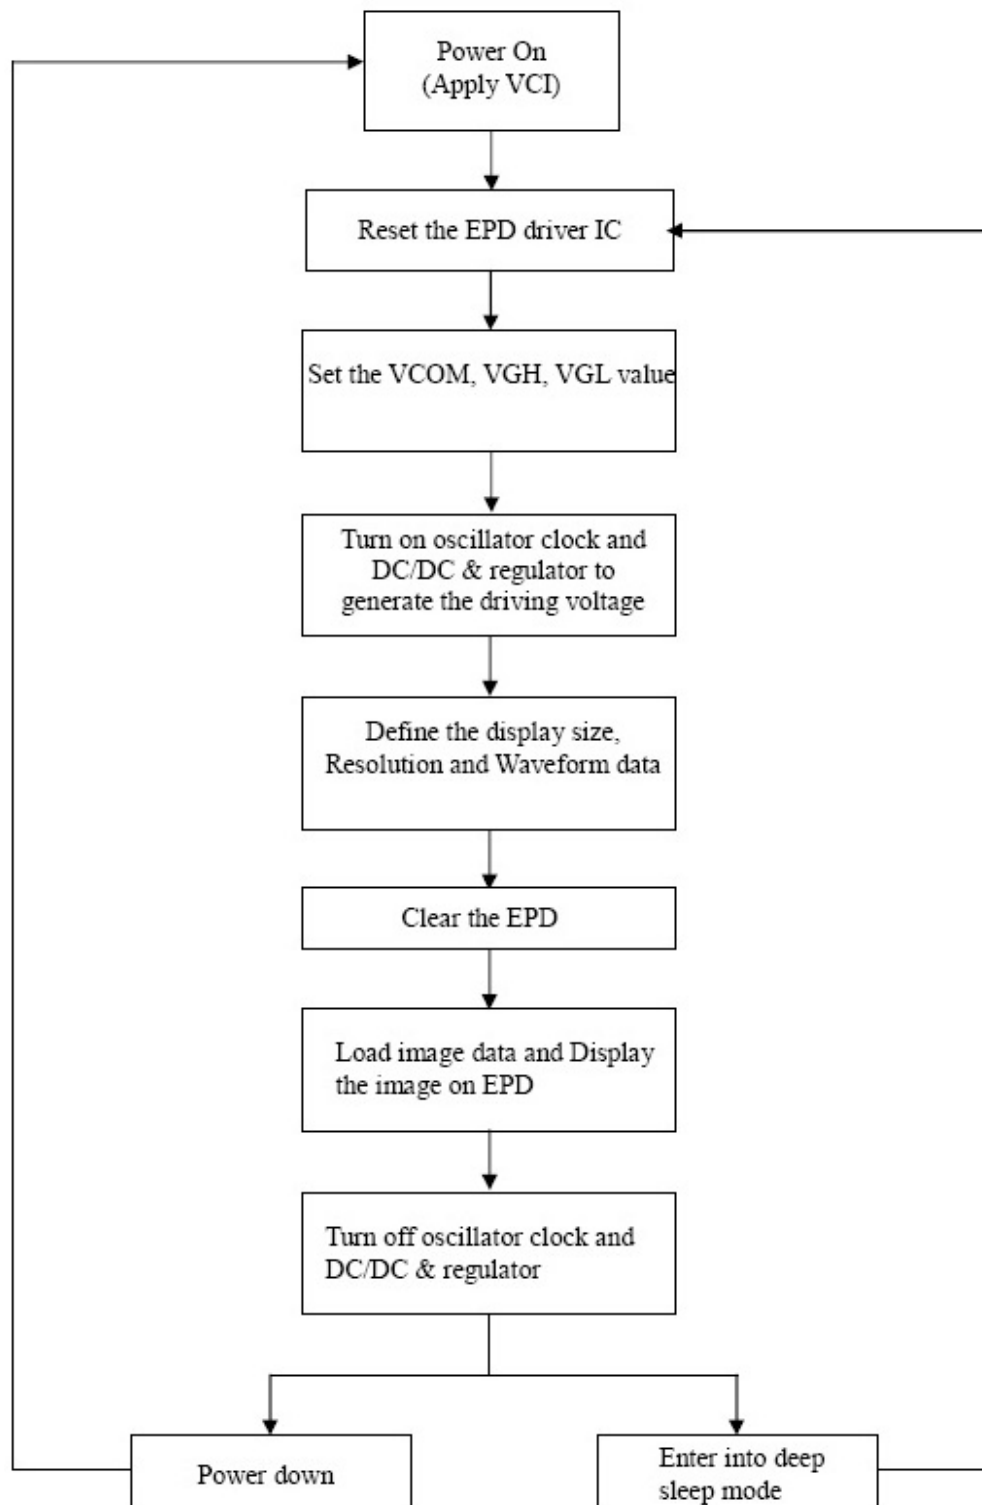 Power On
(Apply VCI)
Reset the EPD driver IC
Set the VCOM, VGH, VGL value
Turn on oscillator clock and
DC/DC & regulator to
generate the driving voltage
Define the display size,
Resolution and Waveform data
Clear the EPD
Load image data and Display
the image on EPD
Turn off oscillator clock and
DC/DC & regulator
Power down
Enter into deep
sleep mode